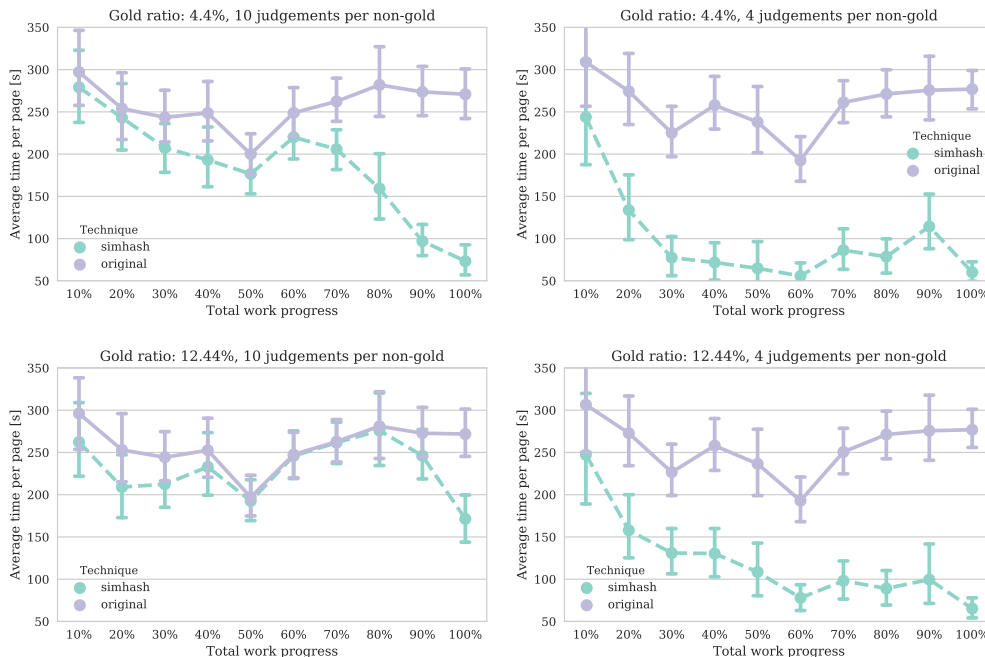 Gold ratio: 4.4%, 10 judgements per non-gold
Average time per page [s]
350
300
250
200
150
100
50
Technique
simhash
original
10% 20% 30% 40% 50% 60% 70% 80% 90% 100%
Total work progress
Gold ratio: 4.4%, 4 judgements per non-gold
Average time per page [s]
350
300
250
200
150
100
50
Technique
simhash
original
10% 20% 30% 40% 50% 60% 70% 80% 90% 100%
Total work progress
Gold ratio: 12.44%, 10 judgements per non-gold
Average time per page [s]
350
300
250
200
150
100
50
Technique
simhash
original
10% 20% 30% 40% 50% 60% 70% 80% 90% 100%
Total work progress
Gold ratio: 12.44%, 4 judgements per non-gold
Average time per page [s]
350
300
250
200
150
100
50
Technique
simhash
original
10% 20% 30% 40% 50% 60% 70% 80% 90% 100%
Total work progress